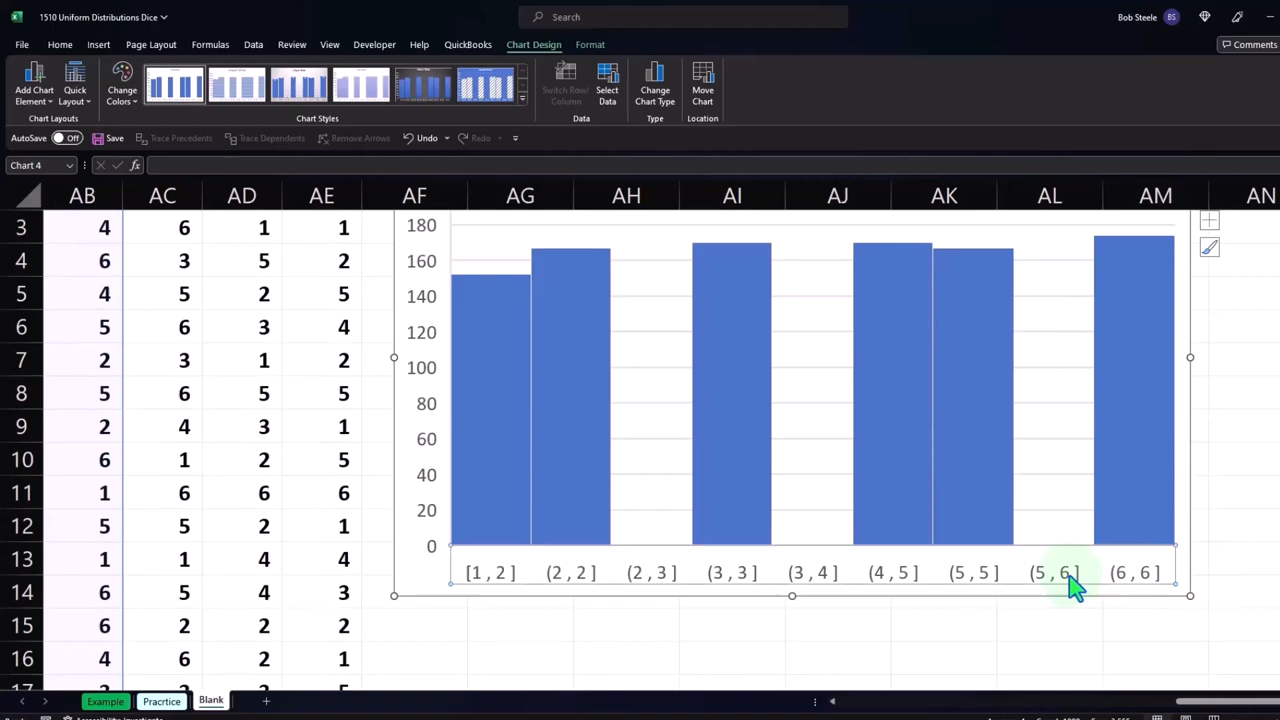 1510 Uniform Distributions Dice
Search
Bob Steele BS
File Home Insert Page Layout Formulas Data Review View Developer Help QuickBooks Chart Design Format Comments
Add Chart Element Quick Layout Change Colors Switch Row/ Column Select Data Change Chart Type Move Chart
Chart Layouts Chart Styles Data Type Location
AutoSave Off Save Trace Precedents Trace Dependents Remove Arrows Undo Redo
Chart 4 fx
AB AC AD AE AF AG AH AI AJ AK AL AM AN
3 4 6 1 1 180
4 6 3 5 2 160
5 4 5 2 5 140
6 5 6 3 4 120
7 2 3 1 2 100
8 5 6 5 5 80
9 2 4 3 1 60
10 6 1 2 5 40
11 1 6 6 6 20
12 5 5 2 1 0
13 1 1 4 4 [1 , 2 ] (2 , 2 ] (2 , 3 ] (3 , 3 ] (3 , 4 ] (4 , 5 ] (5 , 5 ] (5 , 6 ] (6 , 6 ]
14 6 5 4 3
15 6 2 2 2
16 4 6 2 1
Example Pracrtice Blank